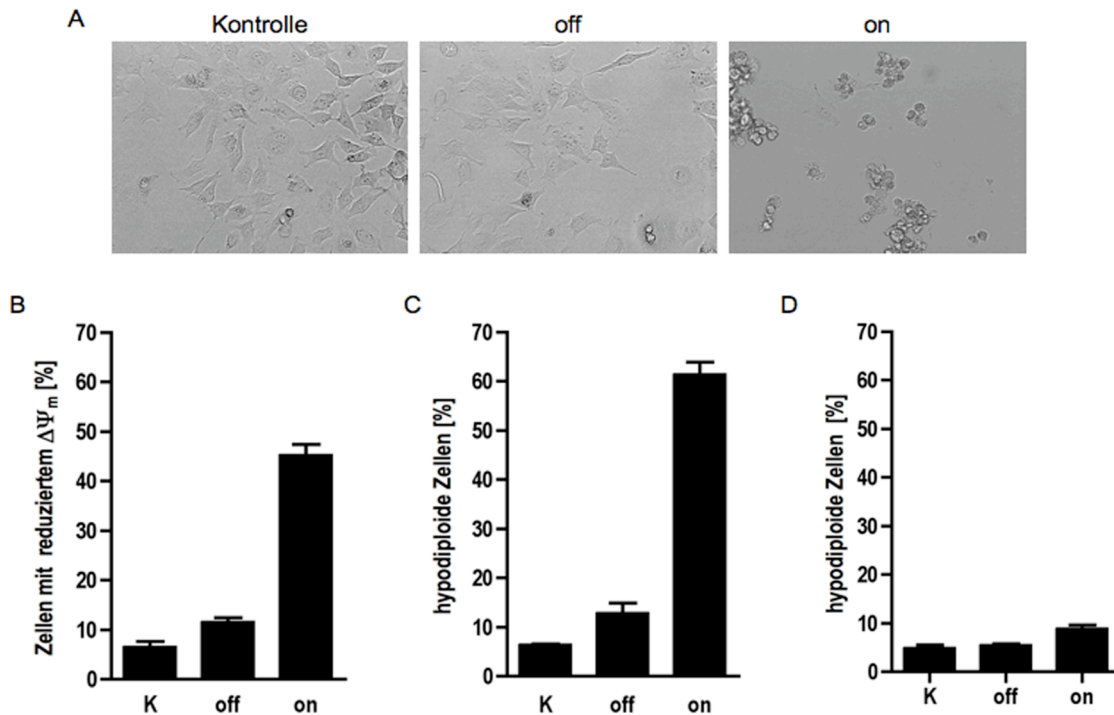 A
Kontrolle
off
on
B
Zellen mit reduziertem ΔΨm [%]
70
60
50
40
30
20
10
0
K
off
on
C
hypodiploide Zellen [%]
70
60
50
40
30
20
10
0
K
off
on
D
hypodiploide Zellen [%]
70
60
50
40
30
20
10
0
K
off
on